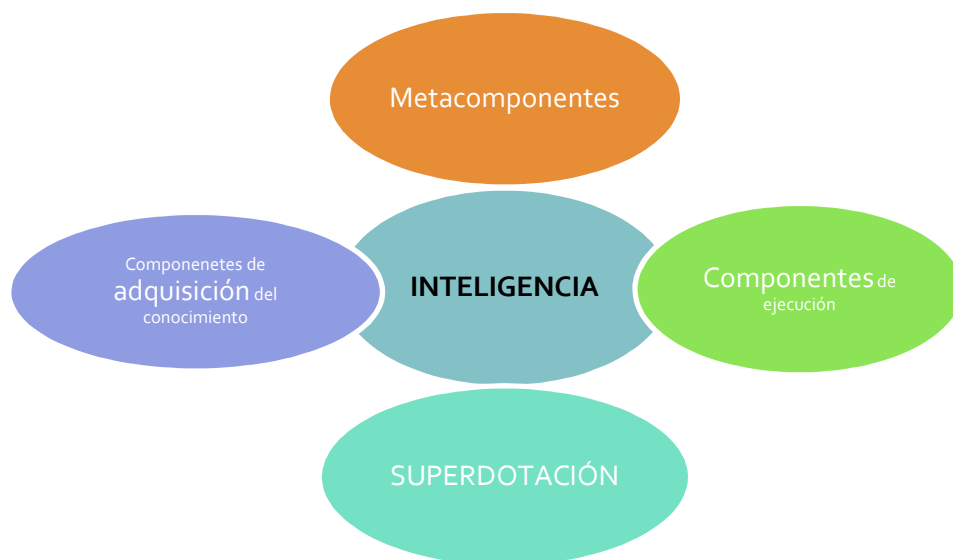 Metacomponentes
Componenetes de
adquisición del
conocimiento
INTELIGENCIA
Componentes de
ejecución
SUPERDOTACIÓN